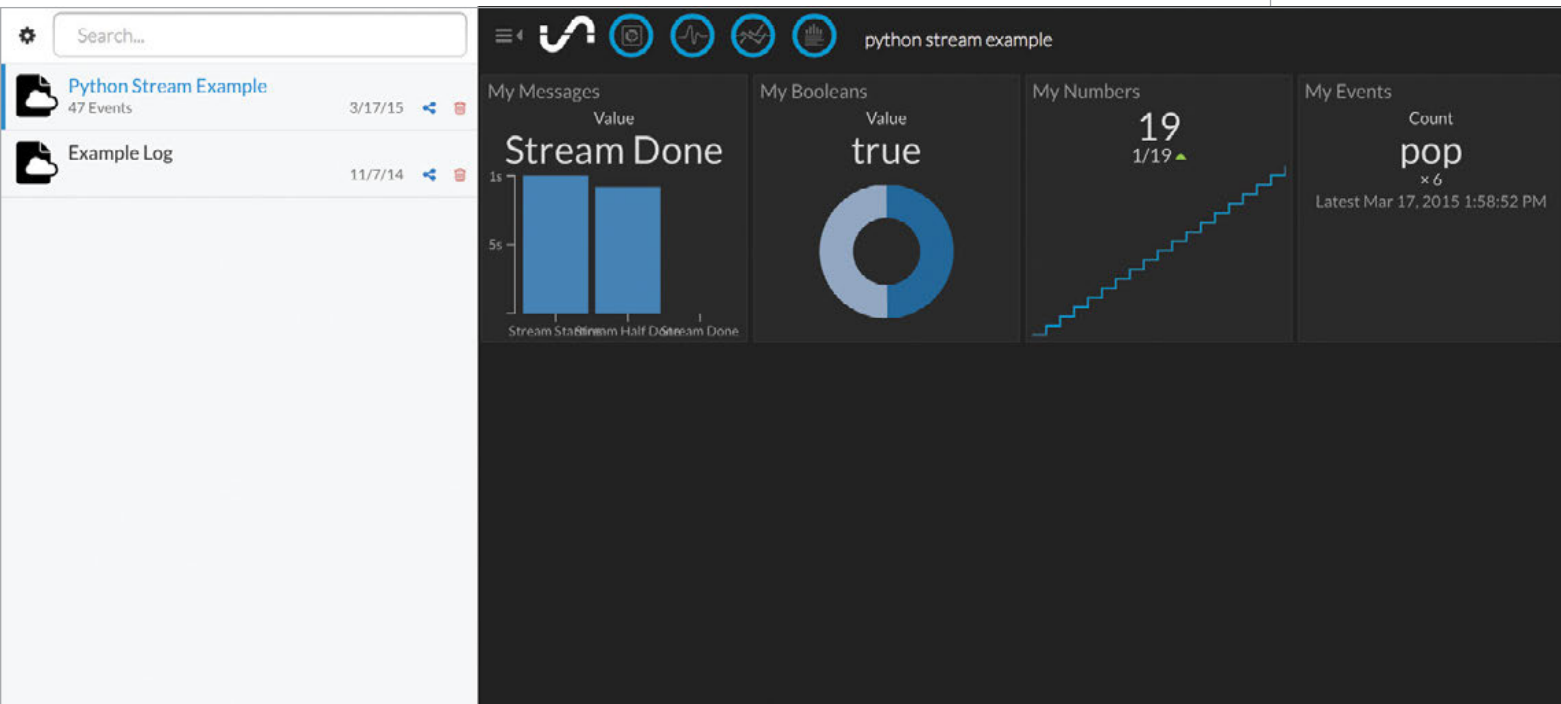 Search...
Python Stream Example
47 Events
3/17/15
Example Log
11/7/14
python stream example
My Messages
Value
Stream Done
1s
5s
Stream Half
Stream Done
My Booleans
Value
true
My Numbers
19
1/19
My Events
Count
pop
× 6
Latest Mar 17, 2015 1:58:52 PM